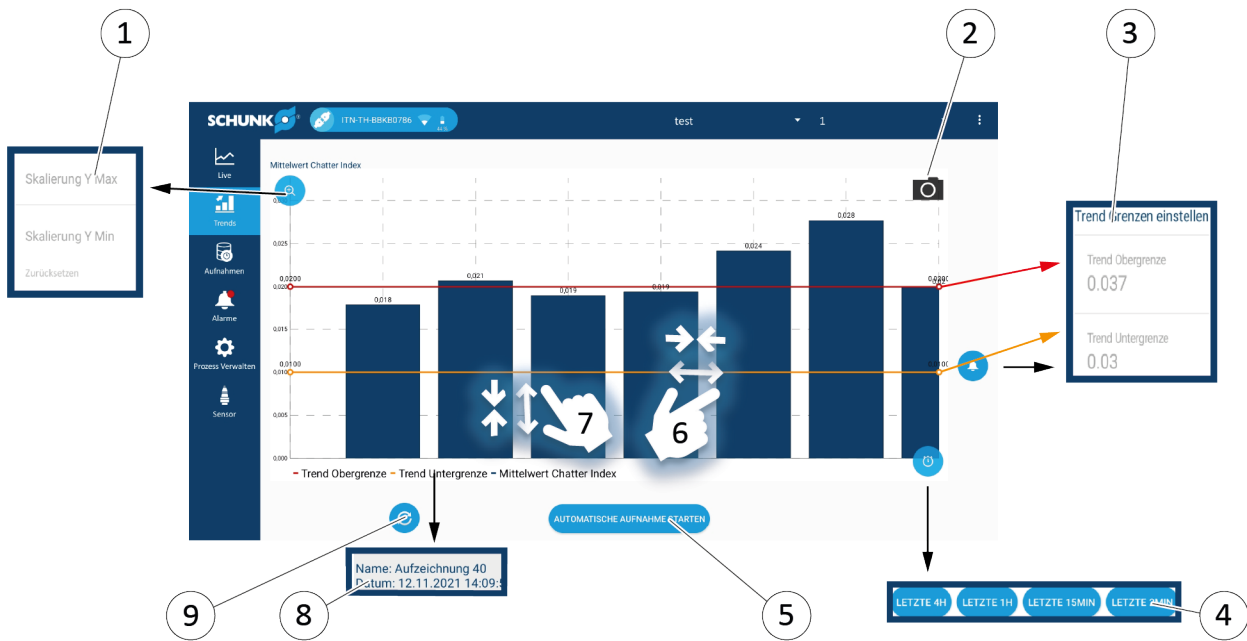 1
2
3
SCHUNK
ITN-TH-BBKB0786
test
1
Live
Trends
Aufnahmen
Alarme
Prozess Verwalten
Sensor
Skalierung Y Max
Skalierung Y Min
Zurücksetzen
Mittelwert Chatter Index
0,025
0,0200
0,020
0,015
0,0100
0,010
0,005
0,000
0,018
0,021
0,019
0,019
0,024
0,028
7
6
Trend Grenzen einstellen
Trend Obergrenze
0.037
Trend Untergrenze
0.03
Trend Obergrenze Trend Untergrenze Mittelwert Chatter Index
AUTOMATISCHE AUFNAHME STARTEN
Name: Aufzeichnung 40
Datum: 12.11.2021 14:09:5
LETZTE 4H LETZTE 1H LETZTE 15MIN LETZTE 2MIN
9
8
5
4